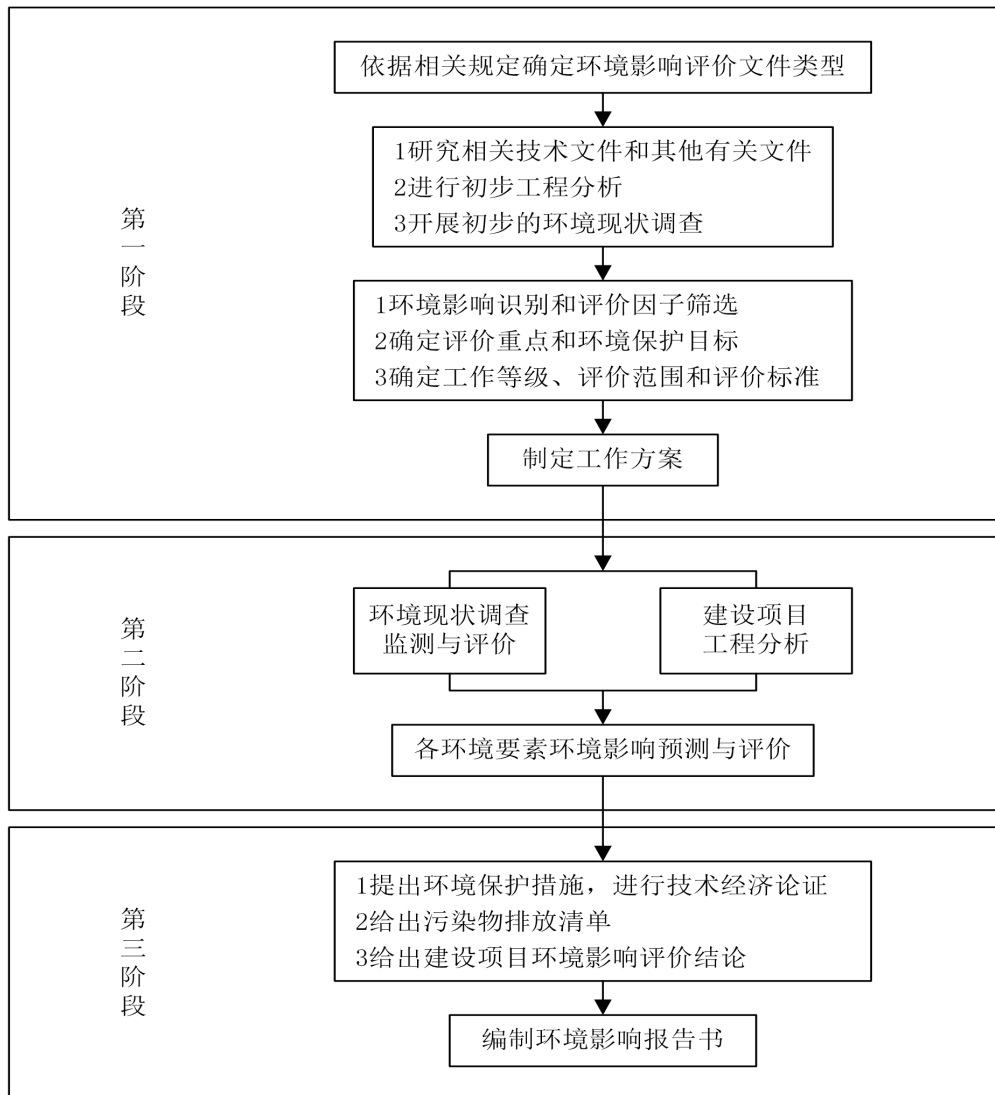 依据相关规定确定环境影响评价文件类型
1研究相关技术文件和其他有关文件
2进行初步工程分析
3开展初步的环境现状调查
第一阶段
1环境影响识别和评价因子筛选
2确定评价重点和环境保护目标
3确定工作等级、评价范围和评价标准
制定工作方案
第二阶段
环境现状调查
监测与评价
建设项目
工程分析
各环境要素环境影响预测与评价
第三阶段
1提出环境保护措施，进行技术经济论证
2给出污染物排放清单
3给出建设项目环境影响评价结论
编制环境影响报告书